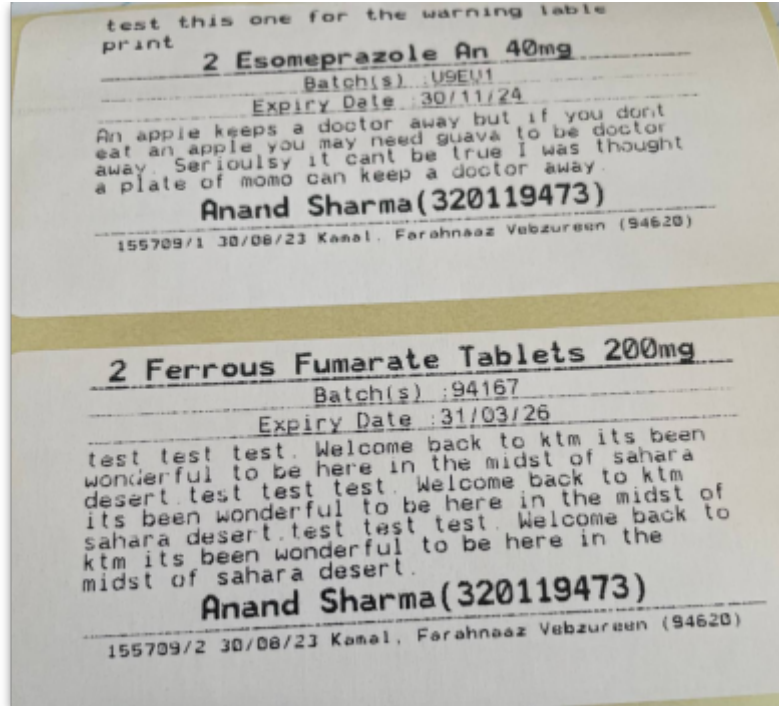 test this one for the warning lable
print
2 Esomeprazole An 40mg
Batch(s) :U9EU1
Expiry Date :30/11/24
An apple keeps a doctor away but if you dont
eat an apple you may need guava to be doctor
away. Serioulsy it cant be true I was thought
a plate of momo can keep a doctor away.
Anand Sharma(320119473)
155709/1 30/08/23 Kamal, Farahnaaz Vebzureen (94620)
2 Ferrous Fumarate Tablets 200mg
Batch(s) :94167
Expiry Date :31/03/26
test test test. Welcome back to ktm its been
wonderful to be here in the midst of sahara
desert.test test test. Welcome back to ktm
its been wonderful to be here in the midst of
sahara desert.test test test. Welcome back to
ktm its been wonderful to be here in the
midst of sahara desert.
Anand Sharma(320119473)
155709/2 30/08/23 Kamal, Farahnaaz Vebzureen (94620)